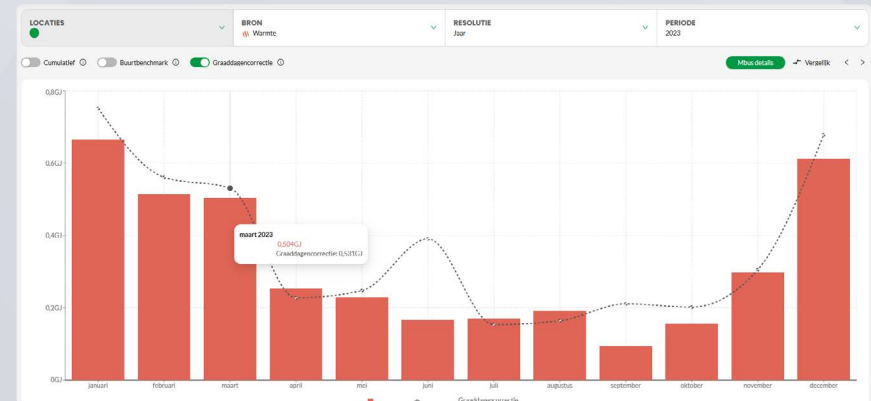 LOCATIES
BRON
Warmte
RESOLUTIE
Jaar
PERIODE
2023
Cumulatief
Buurtbenchmark
Graaddagencorrectie
Mbus details
Vergelijk
0,8GJ
0,6GJ
0,4GJ
0,2GJ
0GJ
maart 2023
0,504GJ
Graaddagencorrectie: 0,531GJ
januari
februari
maart
april
mei
juni
juli
augustus
september
oktober
november
december
Graaddagencorrectie